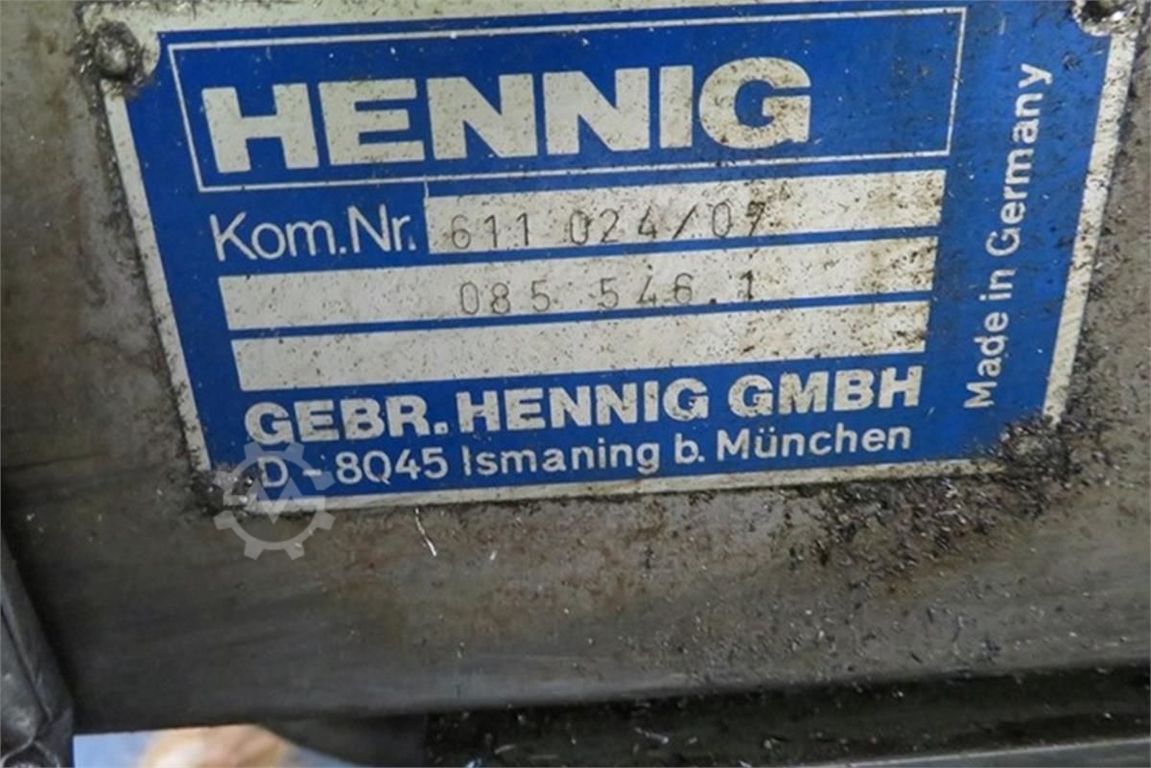 HENNIG
Kom.Nr. 611 024/07
085 546.1
GEBR. HENNIG GMBH
D - 8045 Ismaning b. München
Made in Germany